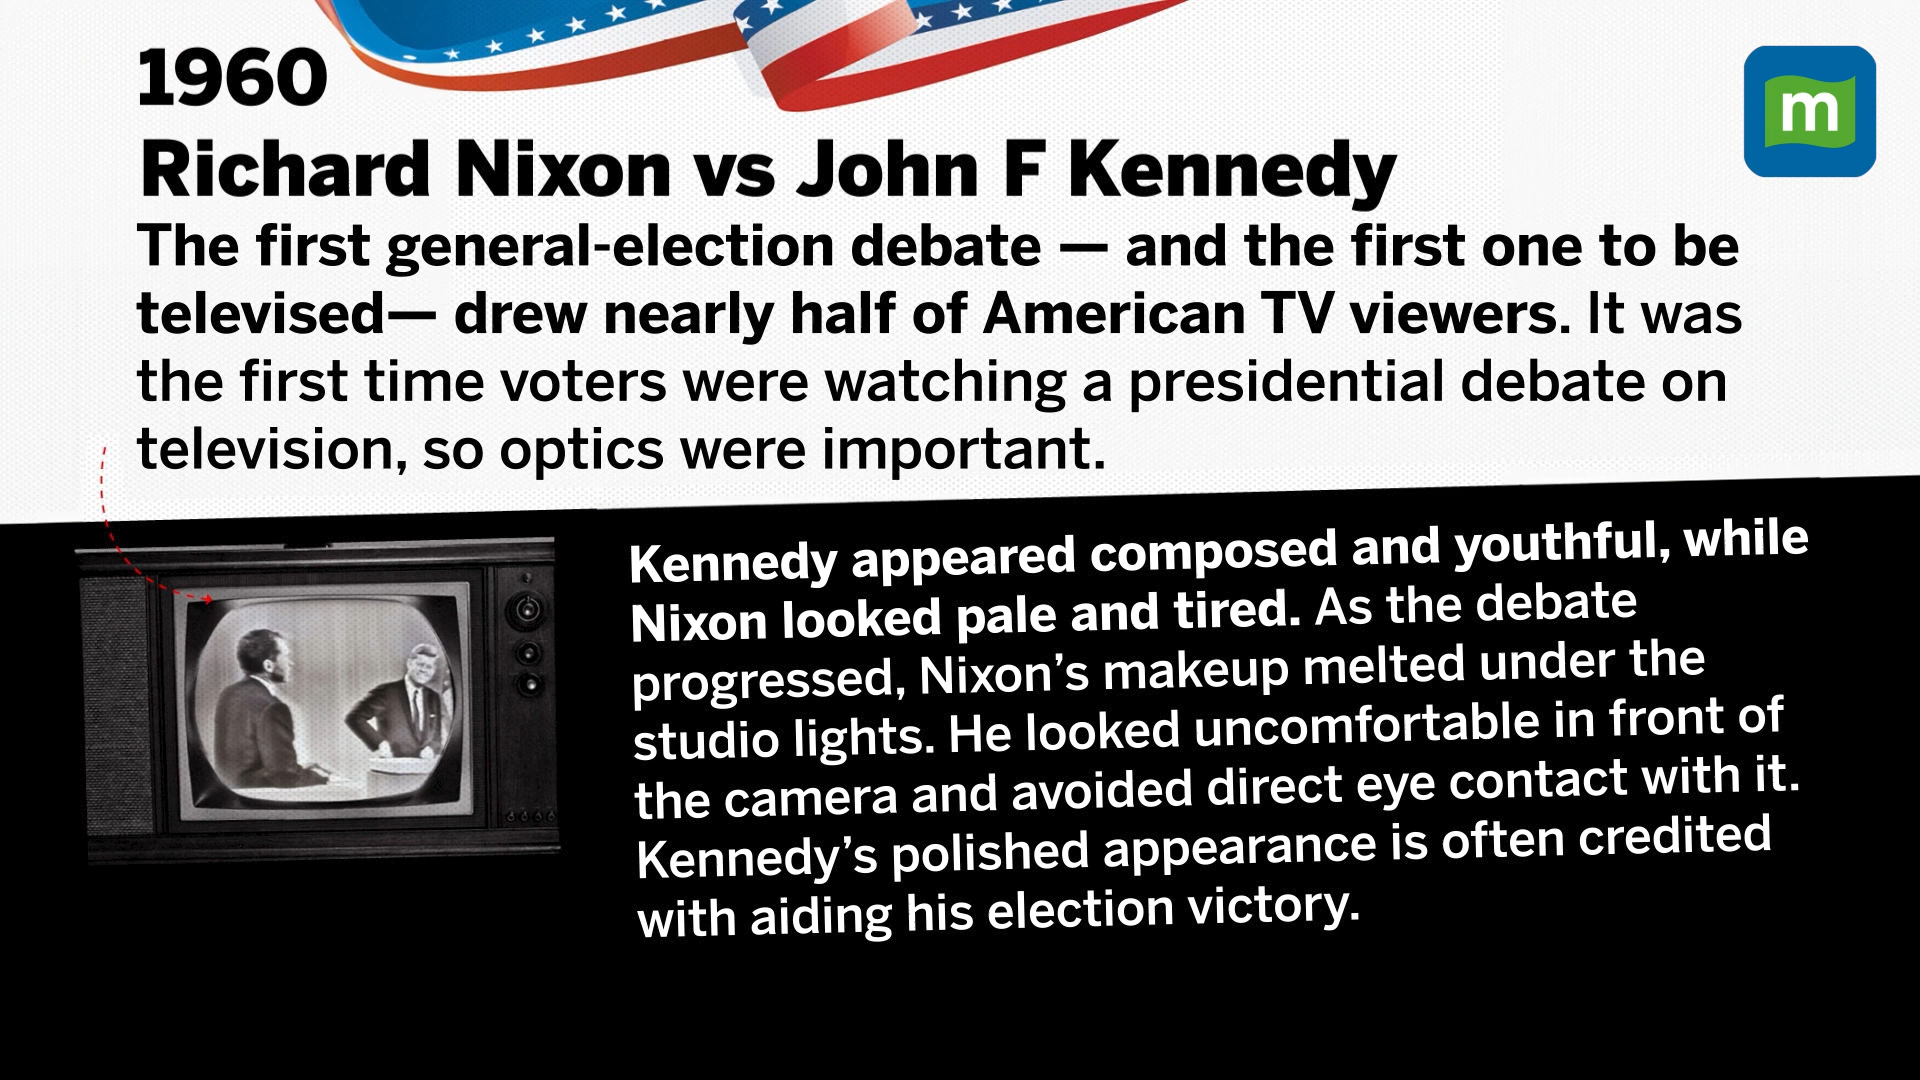 1960
Richard Nixon vs John F Kennedy
The first general-election debate — and the first one to be
televised— drew nearly half of American TV viewers. It was
the first time voters were watching a presidential debate on
television, so optics were important.
m
Kennedy appeared composed and youthful, while
Nixon looked pale and tired. As the debate
progressed, Nixon’s makeup melted under the
studio lights. He looked uncomfortable in front of
the camera and avoided direct eye contact with it.
Kennedy’s polished appearance is often credited
with aiding his election victory.